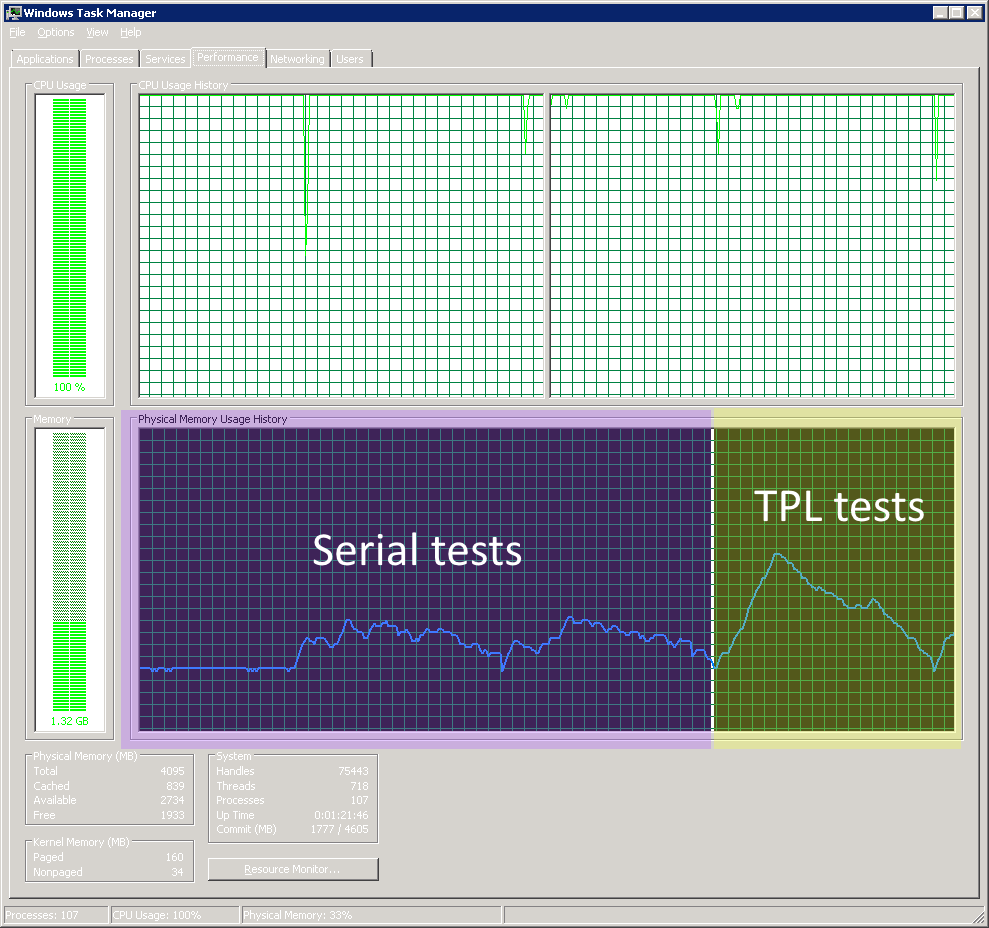 Windows Task Manager
File Options View Help
Applications Processes Services Performance Networking Users
CPU Usage
CPU Usage History
100 %
Memory
Physical Memory Usage History
Serial tests
TPL tests
1.32 GB
Physical Memory (MB)
Total 4095
Cached 839
Available 2734
Free 1933
Kernel Memory (MB)
Paged 160
Nonpaged 34
System
Handles 75443
Threads 718
Processes 107
Up Time 0:01:21:46
Commit (MB) 1777 / 4605
Resource Monitor...
Processes: 107 CPU Usage: 100% Physical Memory: 33%